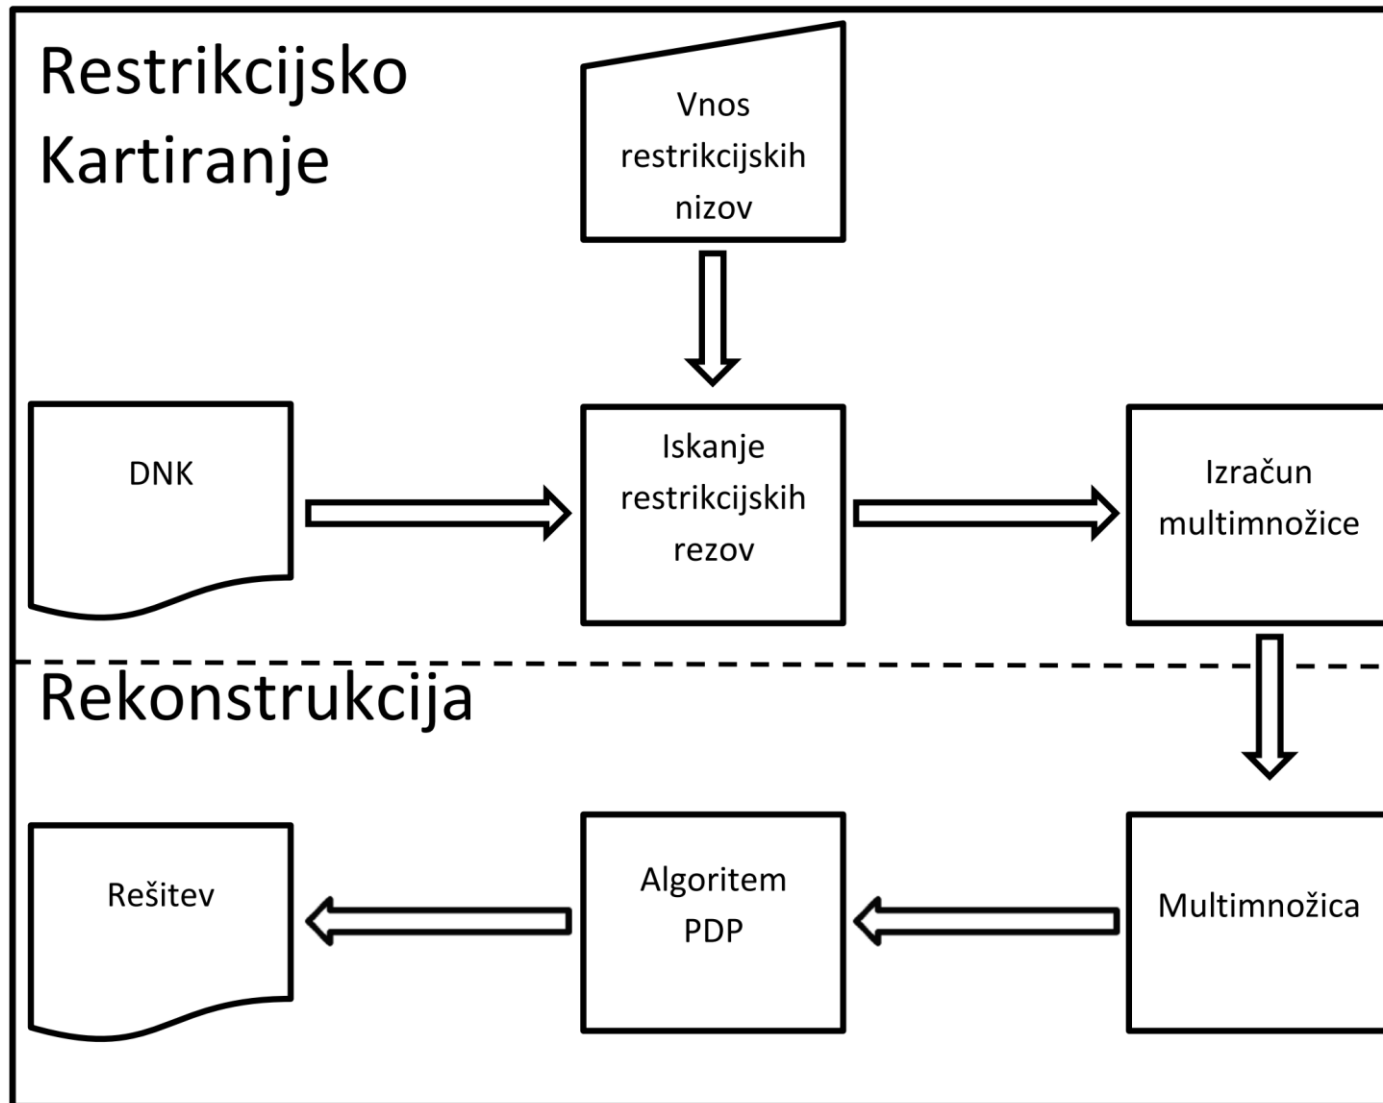 Restrikcijsko
Kartiranje
Vnos
restrikcijskih
nizov
DNK
Iskanje
restrikcijskih
rezov
Izračun
multimnožice
Rekonstrukcija
Rešitev
Algoritem
PDP
Multimnožica